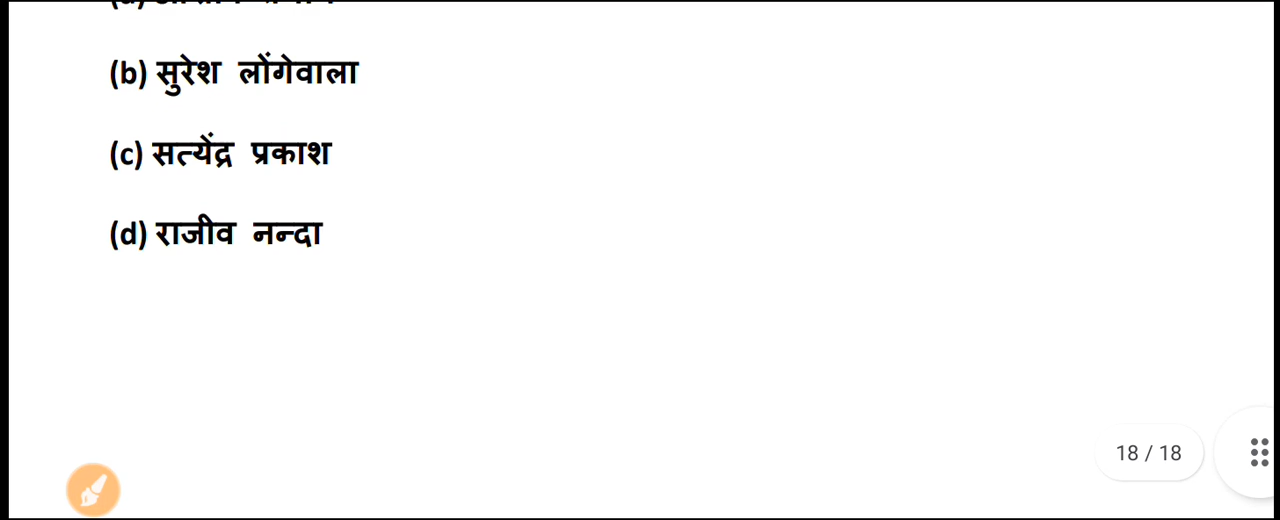 (b) सुरेश लोंगेवाला
(c) सत्येंद्र प्रकाश
(d) राजीव नन्दा
18 / 18